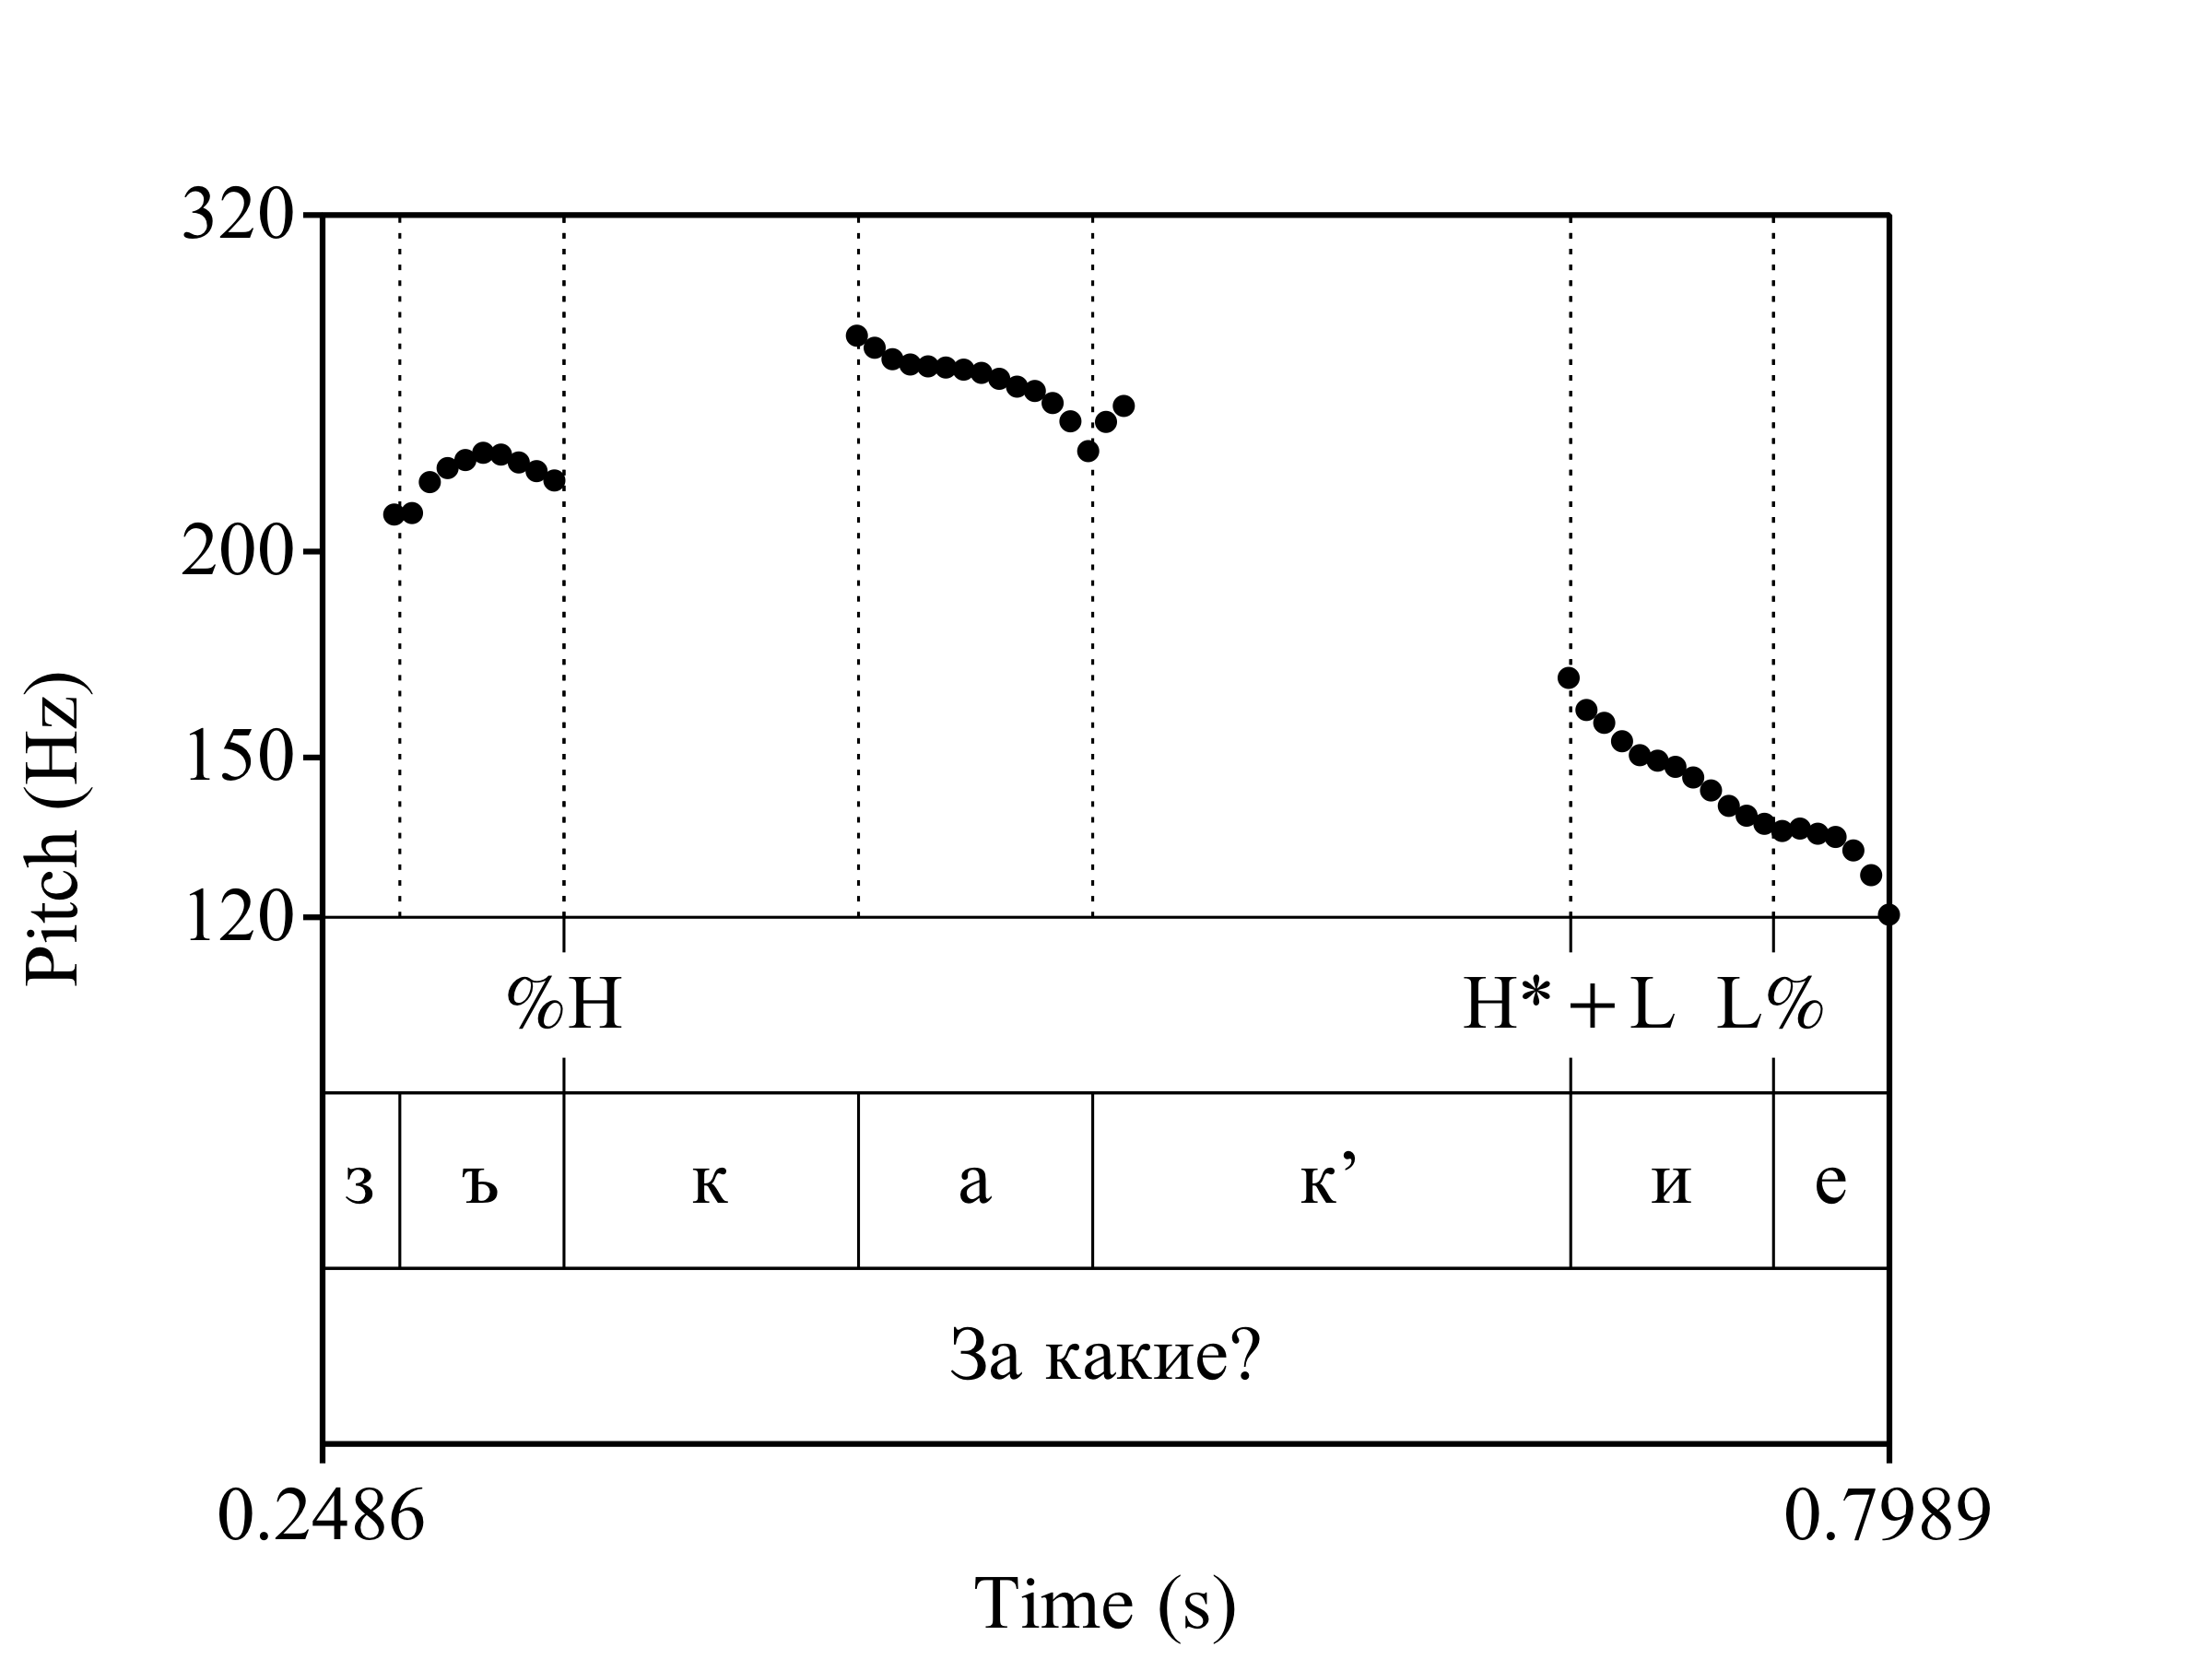 320
200
150
120
Pitch (Hz)
%H H*+L L%
з ъ к а к’ и е
За какие?
0.2486 0.7989
Time (s)